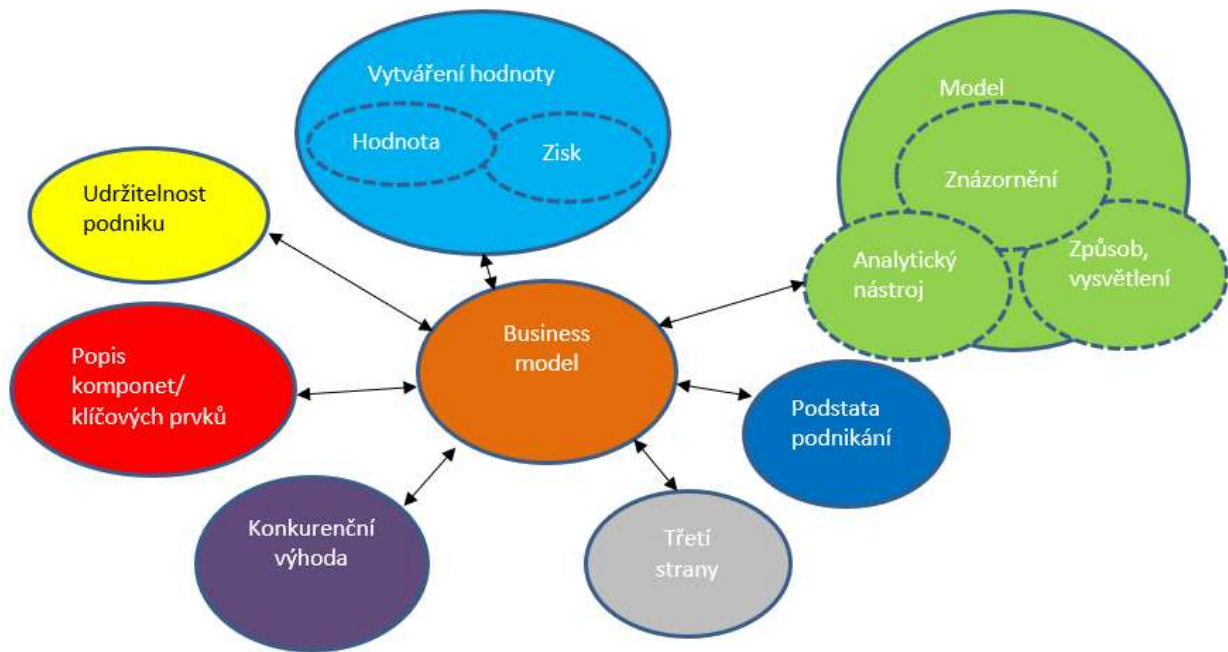 Vytváření hodnoty
Hodnota
Zisk
Model
Znázornění
Analytický
nástroj
Způsob,
vysvětlení
Udržitelnost
podniku
Business
model
Popis
komponet/
klíčových prvků
Podstata
podnikání
Konkurenční
výhoda
Třetí
strany